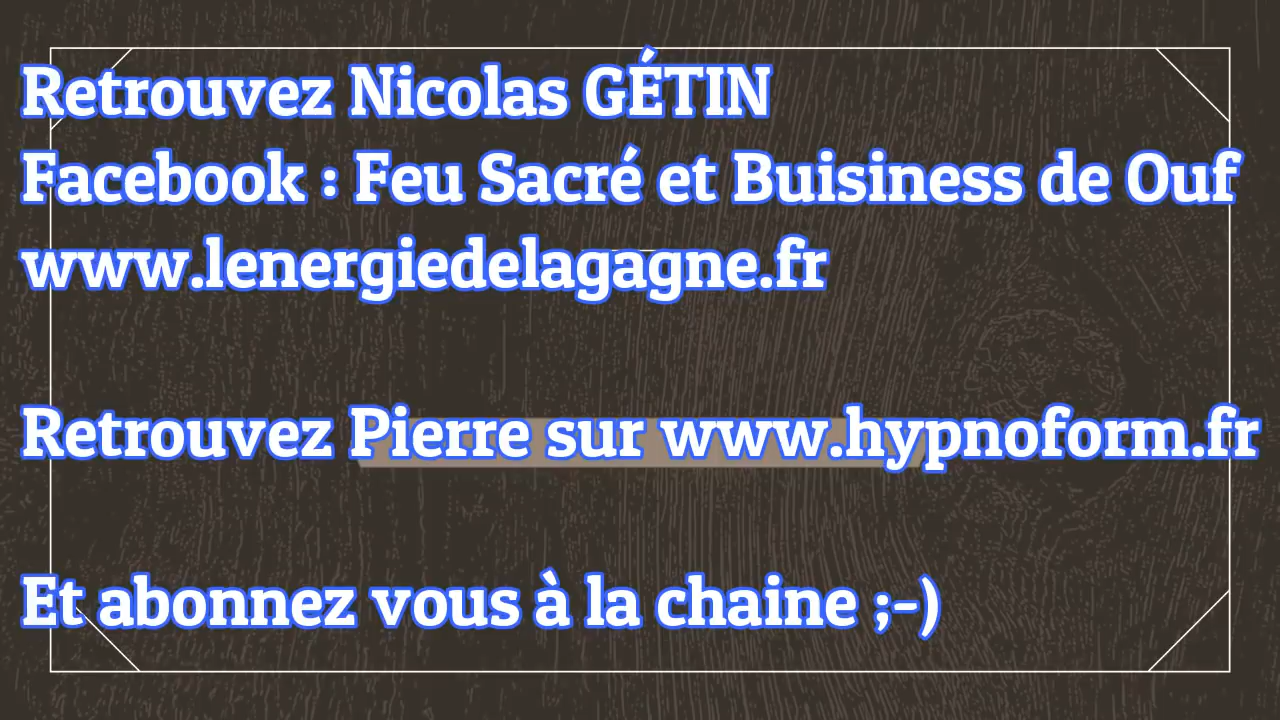 Retrouvez Nicolas GÉTIN
Facebook : Feu Sacré et Buisiness de Ouf
www.lenergiedelagagne.fr
Retrouvez Pierre sur www.hypnoform.fr
Et abonnez vous à la chaine ;-)